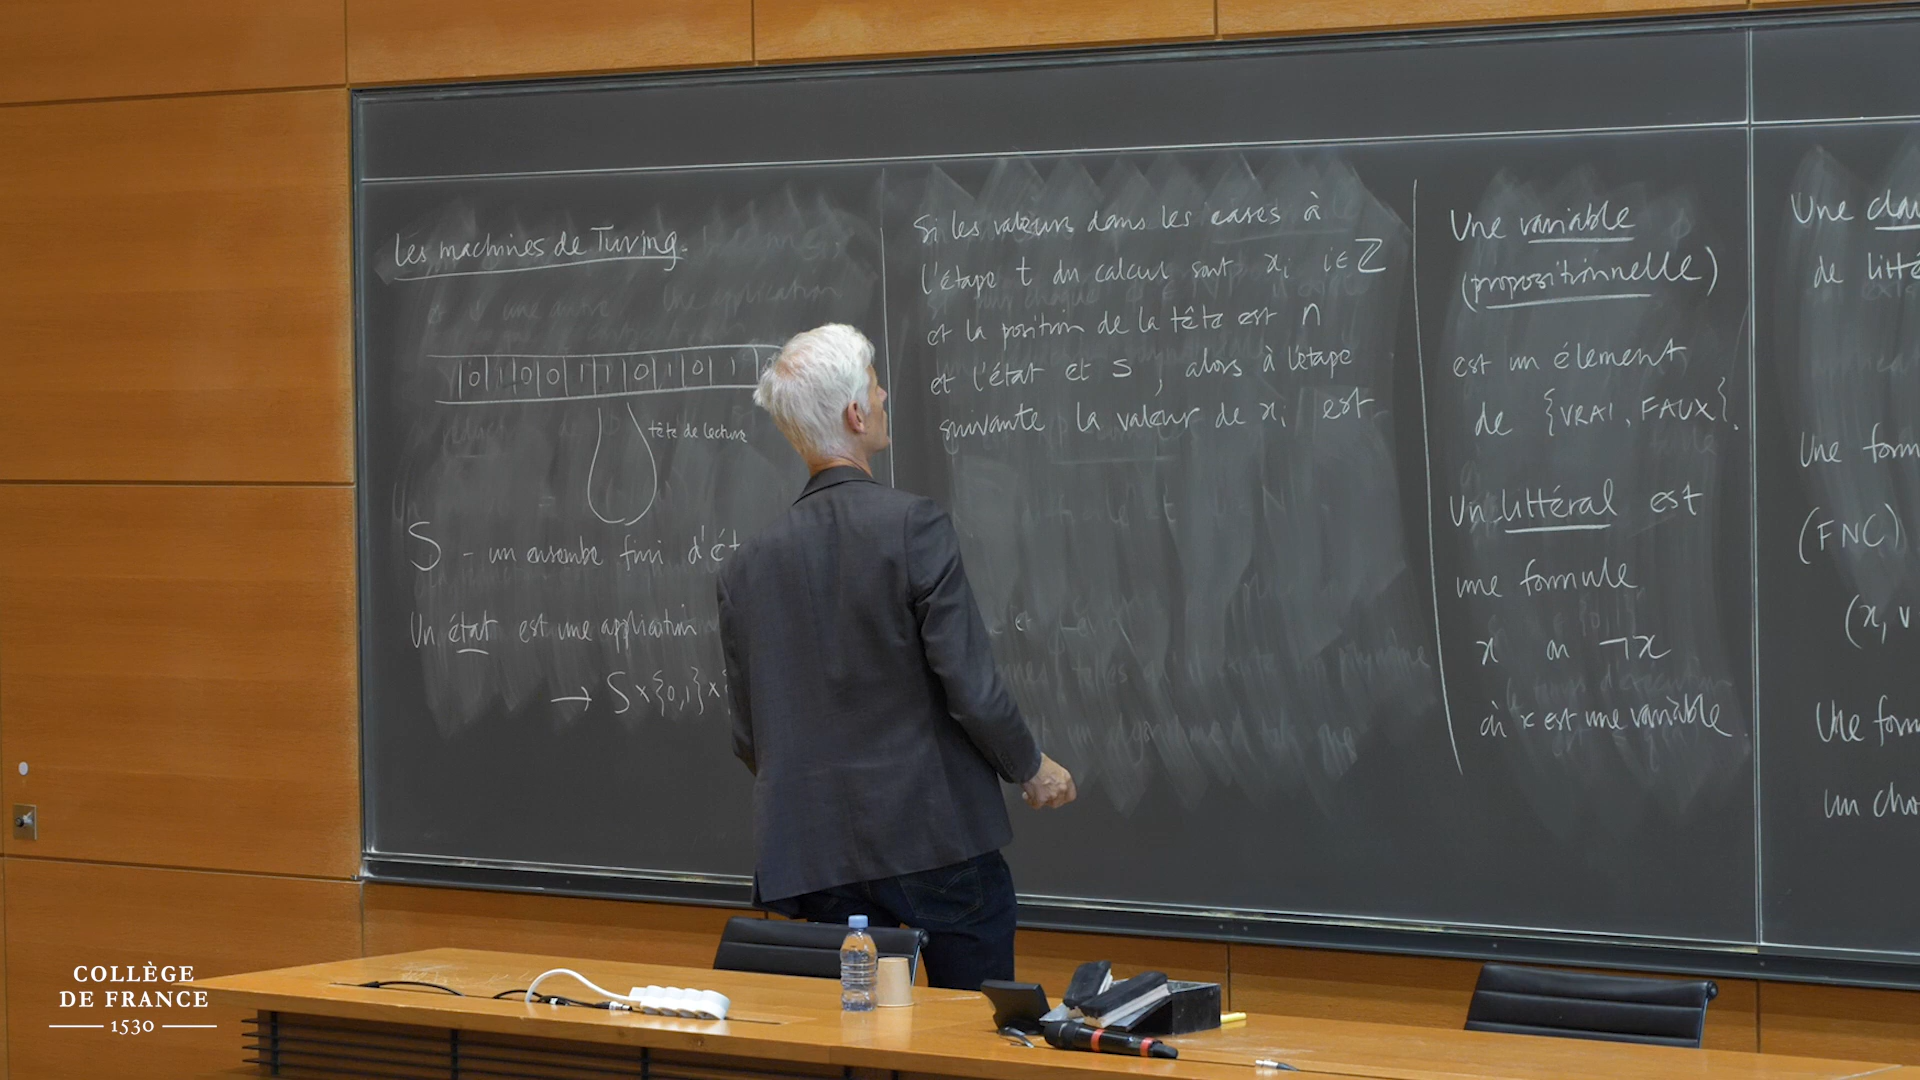 Les machines de Turing.
0 1 0 0 1 1 0 1 0 1
tête de lecture
S - un ensemble fini d'ét
Un état est une application
→ S×{0,1}×{
Si les valeurs dans les cases à
l'étape t du calcul sont xi i∈Z
et la position de la tête est n
et l'état et S, alors à l'étape
suivante la valeur de xi est
Une variable
(propositionnelle)
est un élement
de {VRAI, FAUX}.
Un littéral est
une formule
x ou ¬x
où x est une variable.
Une clau
de litté
Une form
(FNC)
(x, v
Une form
un cho
COLLÈGE
DE FRANCE
1530